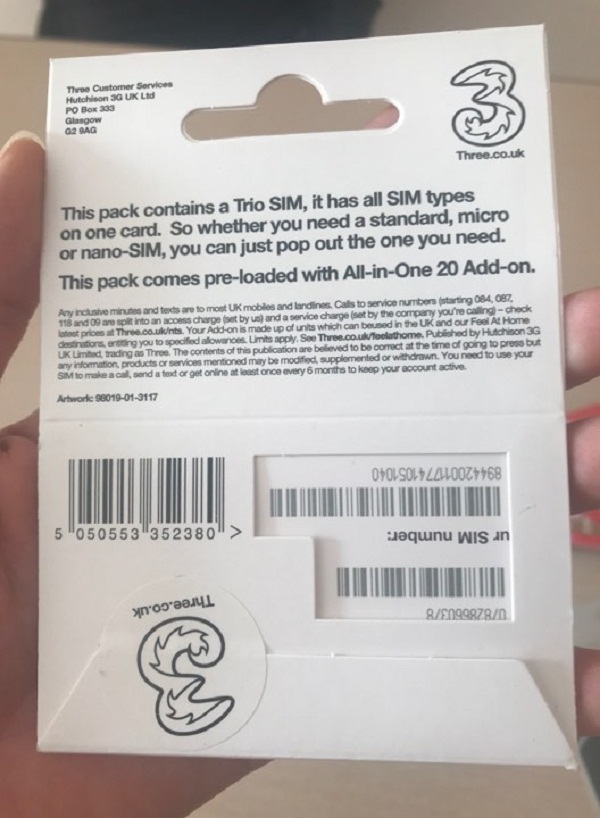 Three Customer Services
Hutchison 3G UK Ltd
PO Box 333
Glasgow
G2 9AG
Three.co.uk
This pack contains a Trio SIM, it has all SIM types
on one card. So whether you need a standard, micro
or nano-SIM, you can just pop out the one you need.
This pack comes pre-loaded with All-in-One 20 Add-on.
Any inclusive minutes and texts are to most UK mobiles and landlines. Calls to service numbers (starting 084, 087,
118 and 09 are split into an access charge (set by us) and a service charge (set by the company you're calling) – check
latest prices at Three.co.uk/nts. Your Add-on is made up of units which can beused in the UK and our Feel At Home
destinations, entitling you to specified allowances. Limits apply. See Three.co.uk/feelathome. Published by Hutchison 3G
UK Limited, trading as Three. The contents of this publication are believed to be correct at the time of going to press but
any information, products or services mentioned may be modified, supplemented or withdrawn. You need to use your
SIM to make a call, send a text or get online at least once every 6 months to keep your account active.
Artwork: 98019-01-3117
5 050553 352380 >
8944200117741051040
ur SIM number:
Three.co.uk